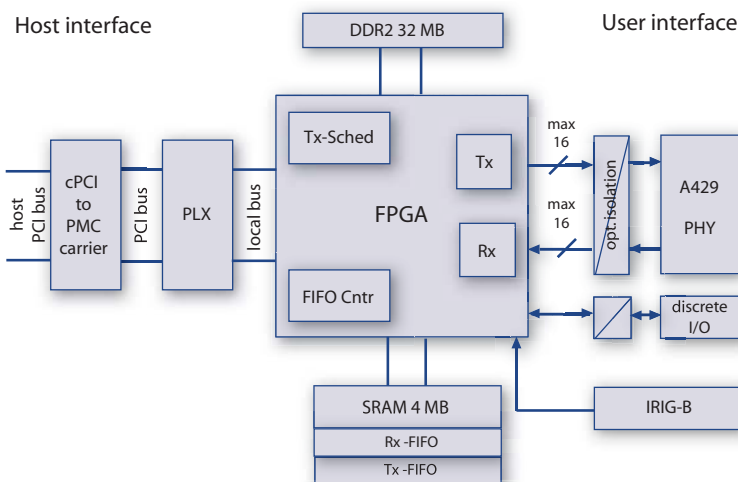 Host interface
DDR2 32 MB
User interface
Tx-Sched
Tx
max
16
cPCI
to
PMC
carrier
host
PCI bus
PCI bus
PLX
local bus
FPGA
opt.isolation
A429
PHY
max
16
Rx
FIFO Cntr
discrete
I/O
SRAM 4 MB
IRIG-B
Rx -FIFO
Tx -FIFO